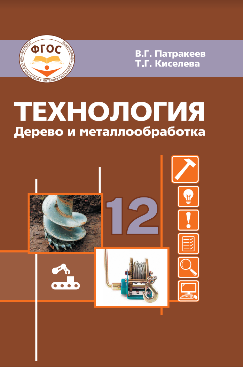 ФГОС
В.Г. Патракеев
Т.Г. Киселева
ТЕХНОЛОГИЯ
Дерево и металлообработка
12